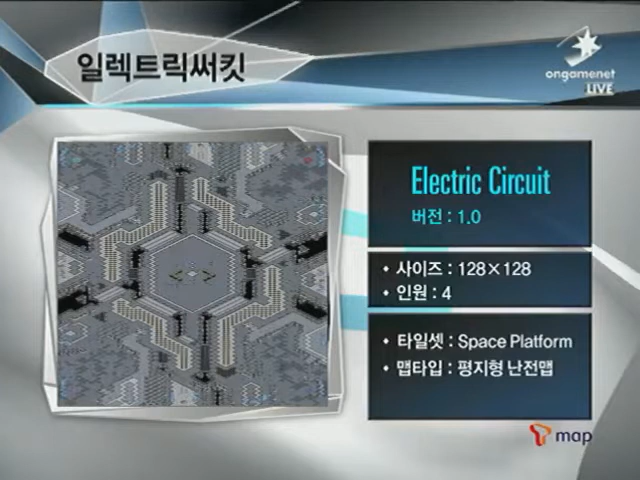 일렉트릭써킷
ongamenet
LIVE
Electric Circuit
버전 : 1.0
• 사이즈 : 128×128
• 인원 : 4
• 타일셋 : Space Platform
• 맵타입 : 평지형 난전맵
T map